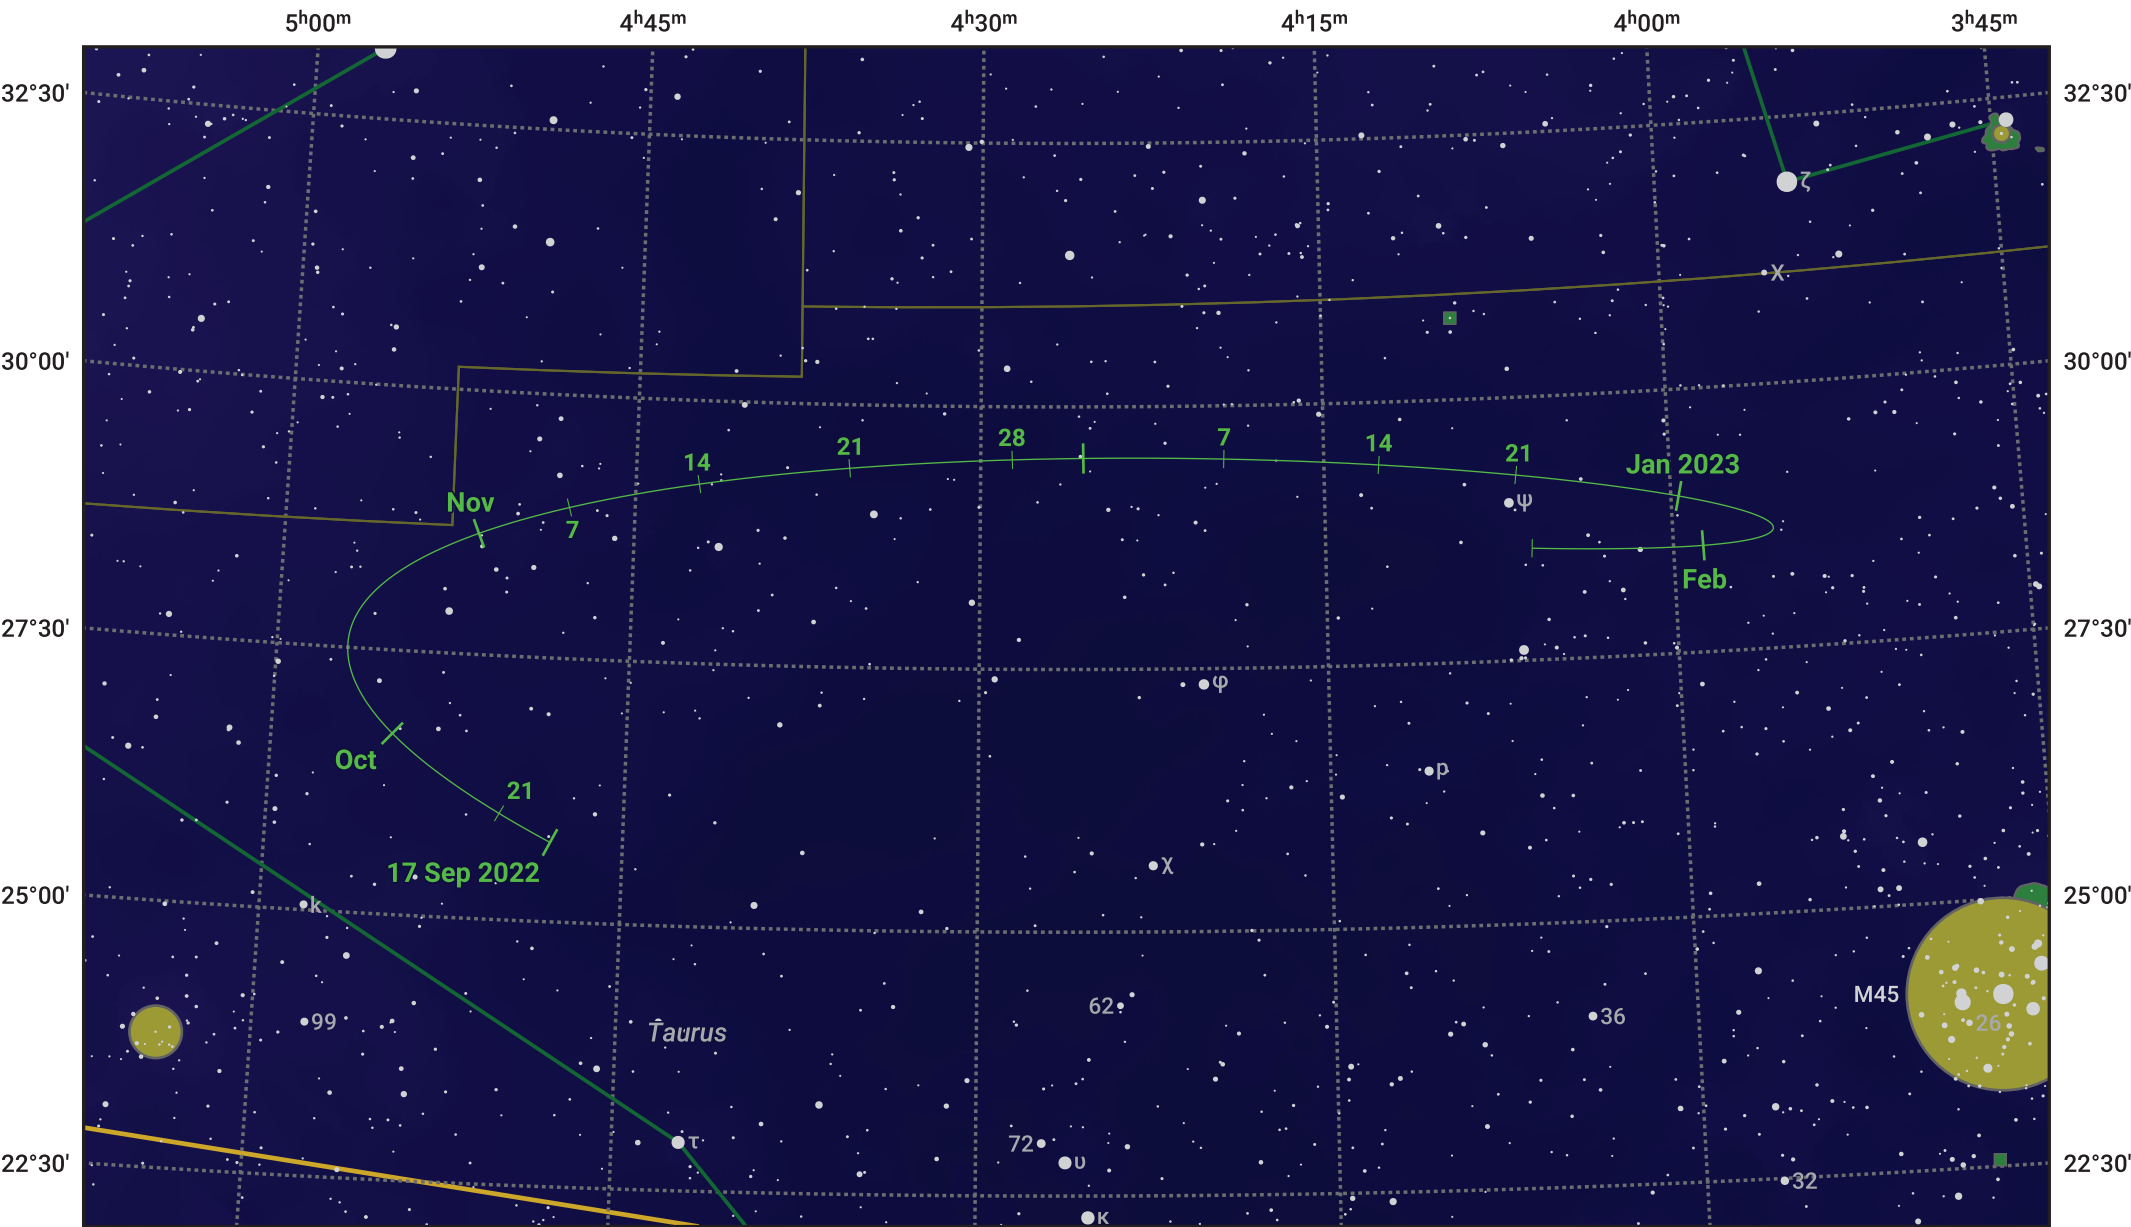 5ʰ00ᵐ 4ʰ45ᵐ 4ʰ30ᵐ 4ʰ15ᵐ 4ʰ00ᵐ 3ʰ45ᵐ
32°30' 32°30'
ζ
χ
30°00' 30°00'
28 7 14 21
14 21
Jan 2023
Nov
ψ
7
Feb
27°30' 27°30'
φ
Oct
p
21
17 Sep 2022
χ
25°00' 25°00'
k
M45
62
36
99
26
Taurus
τ
72
υ
22°30' 22°30'
32
κ